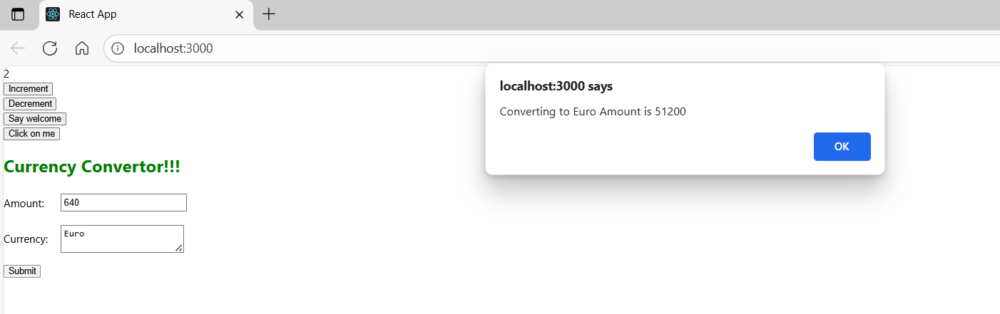 React App
localhost:3000
2
Increment
Decrement
Say welcome
Click on me
Currency Convertor!!!
Amount: 640
Currency: Euro
Submit
localhost:3000 says
Converting to Euro Amount is 51200
OK